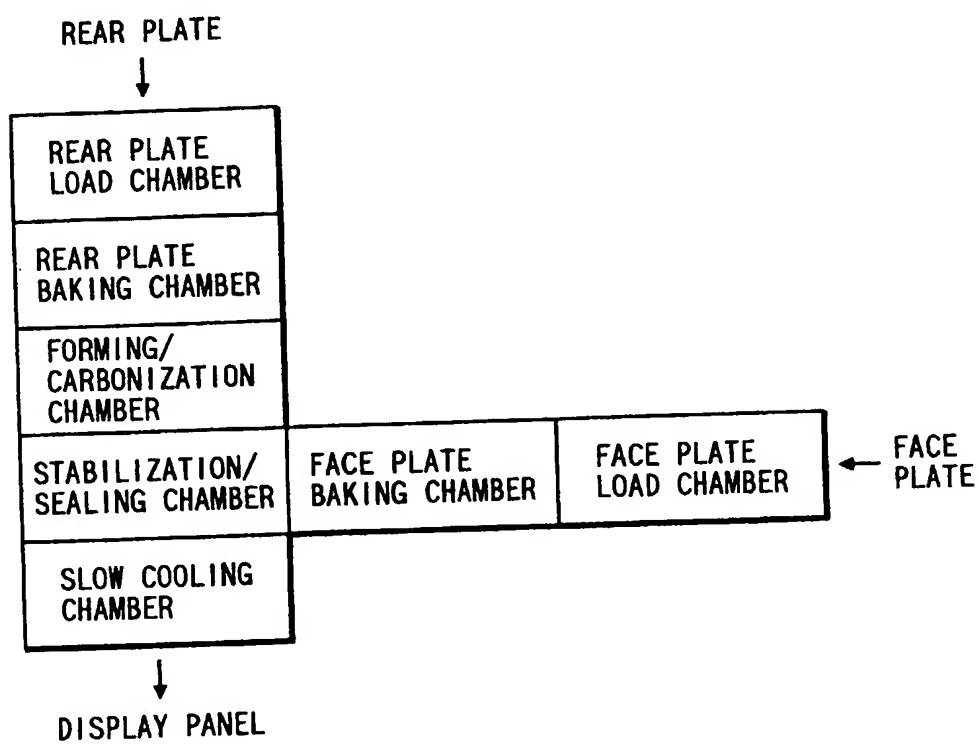 REAR PLATE
REAR PLATE
LOAD CHAMBER
REAR PLATE
BAKING CHAMBER
FORMING/
CARBONIZATION
CHAMBER
STABILIZATION/
SEALING CHAMBER
FACE PLATE
BAKING CHAMBER
FACE PLATE
LOAD CHAMBER
FACE
PLATE
SLOW COOLING
CHAMBER
DISPLAY PANEL